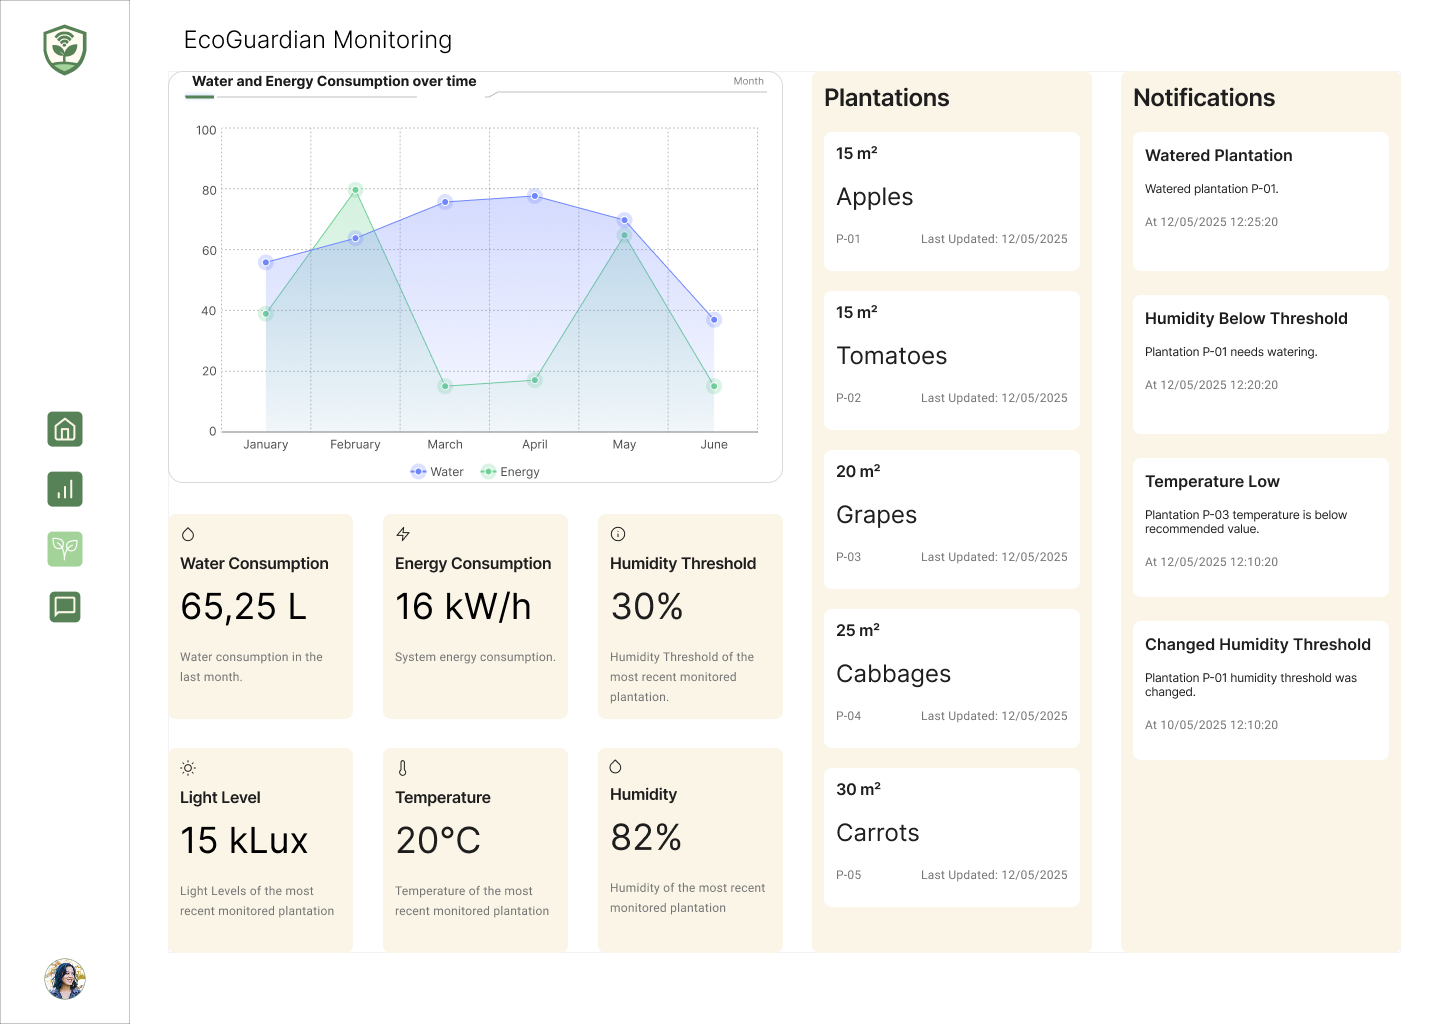 EcoGuardian Monitoring
Water and Energy Consumption over time
Month
100
80
60
40
20
0
January
February
March
April
May
June
Water
Energy
Water Consumption
65,25 L
Water consumption in the
last month.
Energy Consumption
16 kW/h
System energy consumption.
Humidity Threshold
30%
Humidity Threshold of the
most recent monitored
plantation.
Light Level
15 kLux
Light Levels of the most
recent monitored plantation
Temperature
20°C
Temperature of the most
recent monitored plantation
Humidity
82%
Humidity of the most recent
monitored plantation
Plantations
15 m²
Apples
P-01
Last Updated: 12/05/2025
15 m²
Tomatoes
P-02
Last Updated: 12/05/2025
20 m²
Grapes
P-03
Last Updated: 12/05/2025
25 m²
Cabbages
P-04
Last Updated: 12/05/2025
30 m²
Carrots
P-05
Last Updated: 12/05/2025
Notifications
Watered Plantation
Watered plantation P-01.
At 12/05/2025 12:25:20
Humidity Below Threshold
Plantation P-01 needs watering.
At 12/05/2025 12:20:20
Temperature Low
Plantation P-03 temperature is below
recommended value.
At 12/05/2025 12:10:20
Changed Humidity Threshold
Plantation P-01 humidity threshold was
changed.
At 10/05/2025 12:10:20